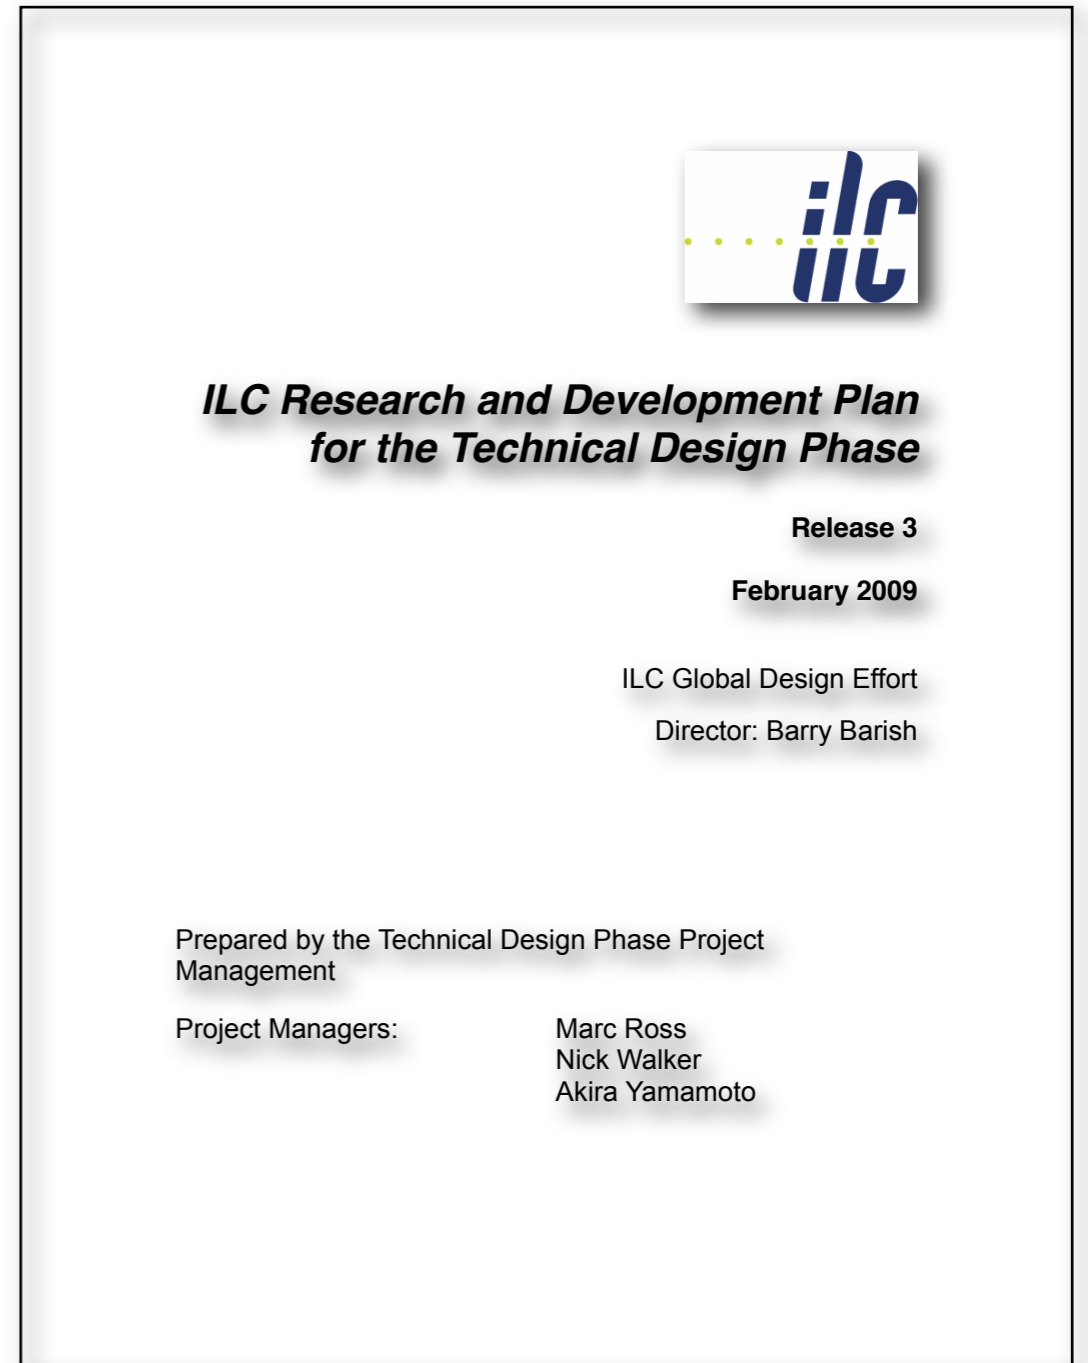 ilc
ILC Research and Development Plan
for the Technical Design Phase
Release 3
February 2009
ILC Global Design Effort
Director: Barry Barish
Prepared by the Technical Design Phase Project
Management
Project Managers: Marc Ross
Nick Walker
Akira Yamamoto